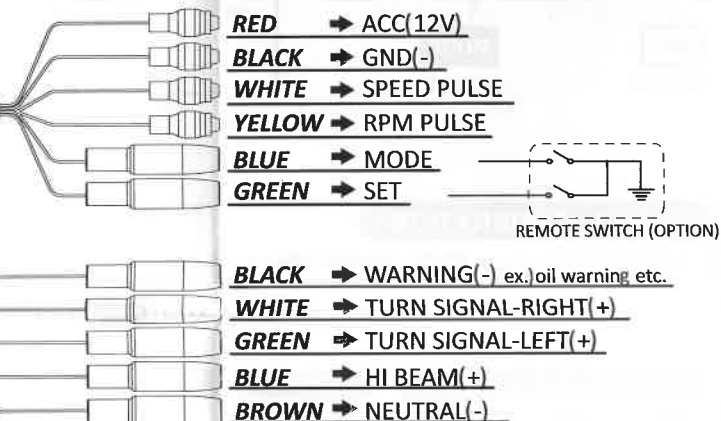 RED ➔ ACC(12V)
BLACK ➔ GND(-)
WHITE ➔ SPEED PULSE
YELLOW ➔ RPM PULSE
BLUE ➔ MODE
GREEN ➔ SET
REMOTE SWITCH (OPTION)
BLACK ➔ WARNING(-) ex.)oil warning etc.
WHITE ➔ TURN SIGNAL-RIGHT(+)
GREEN ➔ TURN SIGNAL-LEFT(+)
BLUE ➔ HI BEAM(+)
BROWN ➔ NEUTRAL(-)